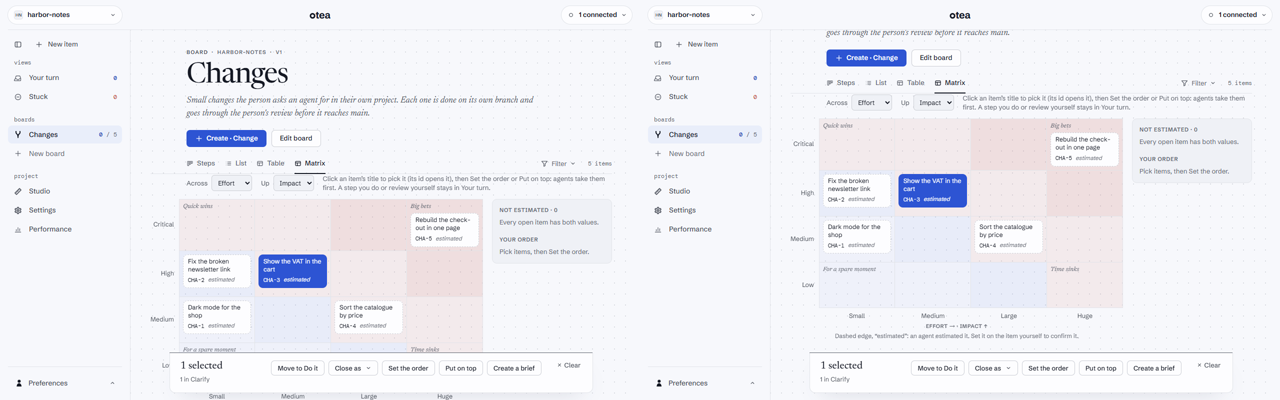 HN harbor-notes
otea
1 connected
New item
views
Your turn 0
Stuck 0
boards
Changes 0 / 5
New board
project
Studio
Settings
Performance
Preferences
BOARD · HARBOR-NOTES · V1
Changes
Small changes the person asks an agent for in their own project. Each one is done on its own branch and
goes through the person's review before it reaches main.
+ Create · Change
Edit board
Steps List Table Matrix
Filter 5 items
Across Effort Up Impact
Click an item's title to pick it (its id opens it), then Set the order or Put on top: agents take them
first. A step you do or review yourself stays in Your turn.
Quick wins
Big bets
Critical
Rebuild the check-
out in one page
CHA-5 estimated
High
Fix the broken
newsletter link
CHA-2 estimated
Show the VAT in the
cart
CHA-3 estimated
Medium
Dark mode for the
shop
CHA-1 estimated
Sort the catalogue
by price
CHA-4 estimated
For a spare moment
Time sinks
Lo
Small Medium Large Huge
NOT ESTIMATED · 0
Every open item has both values.
YOUR ORDER
Pick items, then Set the order.
1 selected
1 in Clarify
Move to Do it
Close as
Set the order
Put on top
Create a brief
× Clear
HN harbor-notes
otea
1 connected
New item
views
Your turn 0
Stuck 0
boards
Changes 0 / 5
New board
project
Studio
Settings
Performance
Preferences
goes through the person's review before it reaches main.
+ Create · Change
Edit board
Steps List Table Matrix
Filter 5 items
Across Effort Up Impact
Click an item's title to pick it (its id opens it), then Set the order or Put on top: agents take them
first. A step you do or review yourself stays in Your turn.
Quick wins
Big bets
Critical
Rebuild the check-
out in one page
CHA-5 estimated
High
Fix the broken
newsletter link
CHA-2 estimated
Show the VAT in the
cart
CHA-3 estimated
Medium
Dark mode for the
shop
CHA-1 estimated
Sort the catalogue
by price
CHA-4 estimated
Low
For a spare moment
Time sinks
Small Medium Large Huge
EFFORT → · IMPACT ↑
Dashed edge, "estimated": an agent estimated it. Set it on the item yourself to confirm it.
NOT ESTIMATED · 0
Every open item has both values.
YOUR ORDER
Pick items, then Set the order.
1 selected
1 in Clarify
Move to Do it
Close as
Set the order
Put on top
Create a brief
× Clear